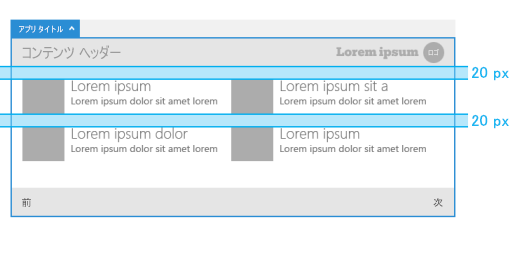 アプリタイトル ^
コンテンツ ヘッダー
Lorem ipsum ロゴ
20 px
Lorem ipsum
Lorem ipsum dolor sit amet lorem
Lorem ipsum sit a
Lorem ipsum dolor sit amet lorem
20 px
Lorem ipsum dolor
Lorem ipsum dolor sit amet lorem
Lorem ipsum
Lorem ipsum dolor sit amet lorem
前
次